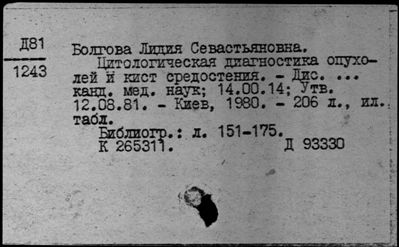 Д81
1243
Болгова Лидия Севастьяновна.
Цитологическая диагностика опухо-
лей и кист средостения. - Дис. ...
канд. мед. наук; 14.00.14; Утв.
12.08.81. - Киев, 1980. - 206 л., ил.
табл.
Библиогр.: л. 151-175.
К 265311. Д 93330